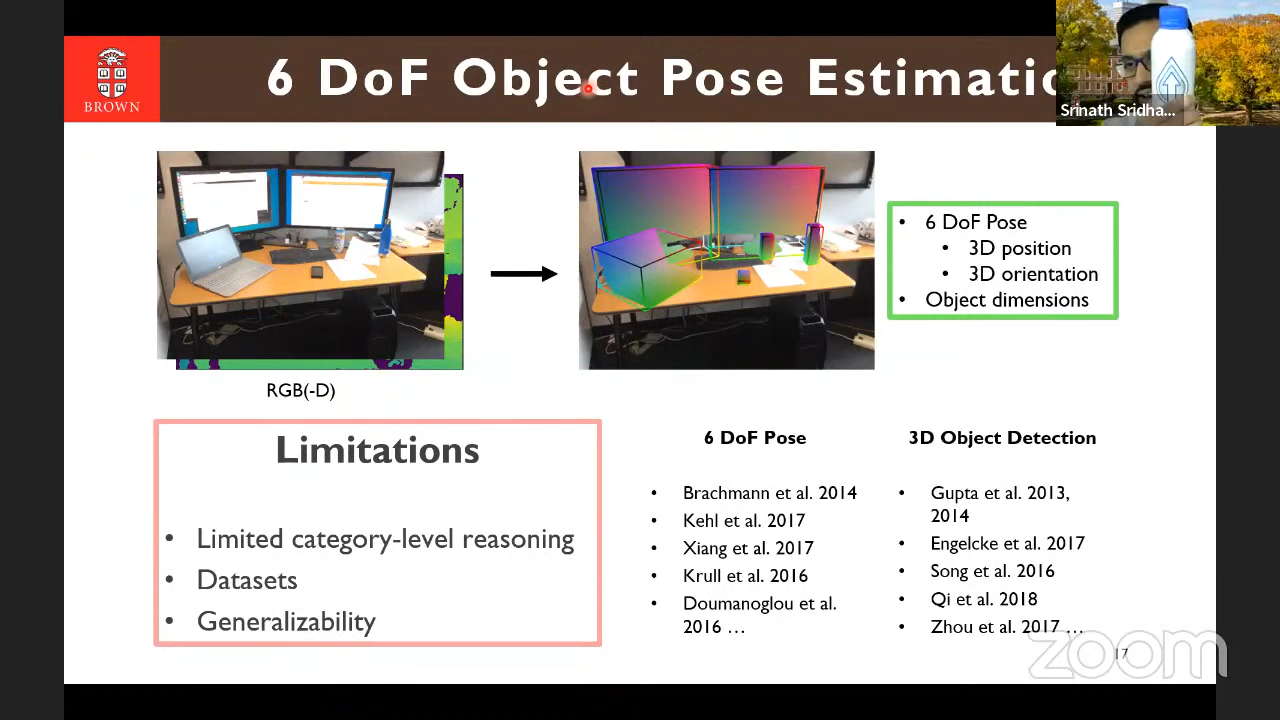 6 DoF Object Pose Estimatio
BROWN
Srinath Sridha...
RGB(-D)
• 6 DoF Pose
• 3D position
• 3D orientation
• Object dimensions
Limitations
• Limited category-level reasoning
• Datasets
• Generalizability
6 DoF Pose
• Brachmann et al. 2014
• Kehl et al. 2017
• Xiang et al. 2017
• Krull et al. 2016
• Doumanoglou et al.
2016 …
3D Object Detection
• Gupta et al. 2013,
2014
• Engelcke et al. 2017
• Song et al. 2016
• Qi et al. 2018
• Zhou et al. 2017 …
17
zoom